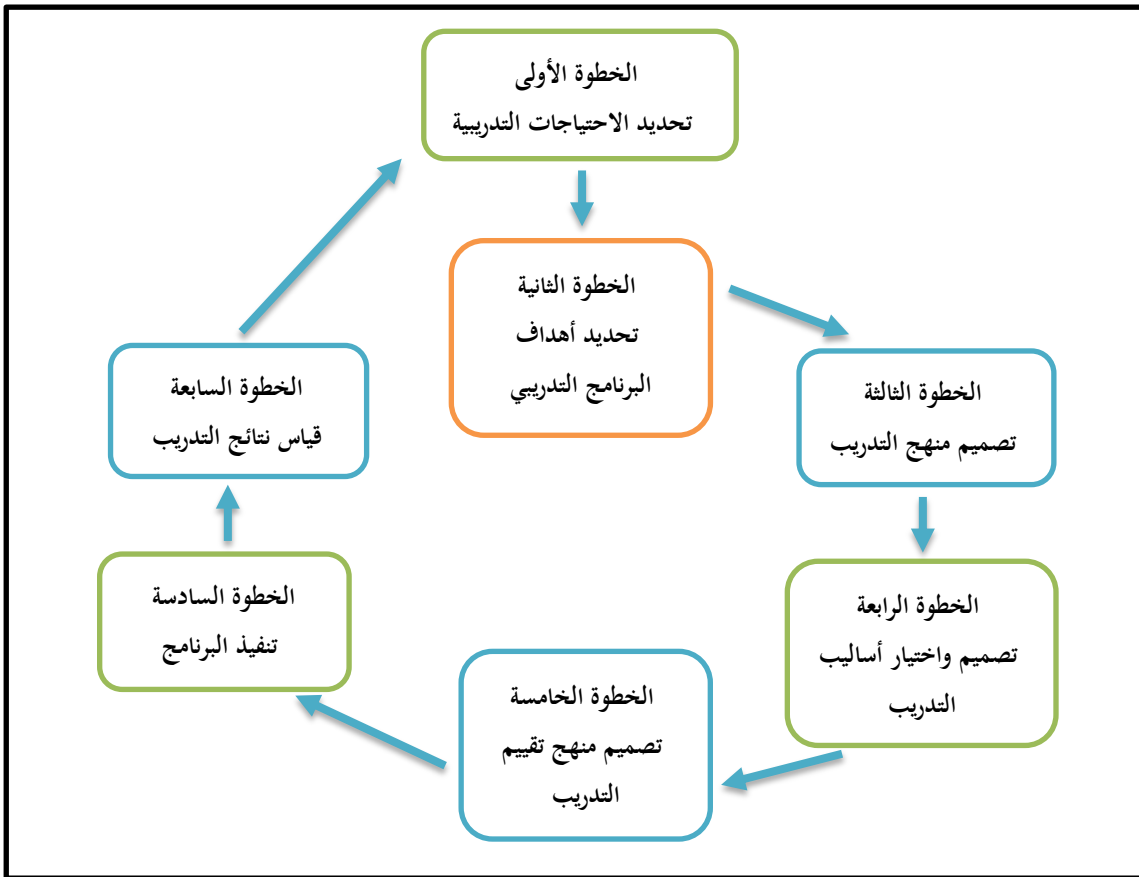 الخطوة الأولى
تحديد الاحتياجات التدريبية
الخطوة الثانية
تحديد أهداف
البرنامج التدريبي
الخطوة الثالثة
تصميم منهج التدريب
الخطوة الرابعة
تصميم واختيار أساليب
التدريب
الخطوة الخامسة
تصميم منهج تقييم
التدريب
الخطوة السادسة
تنفيذ البرنامج
الخطوة السابعة
قياس نتائج التدريب